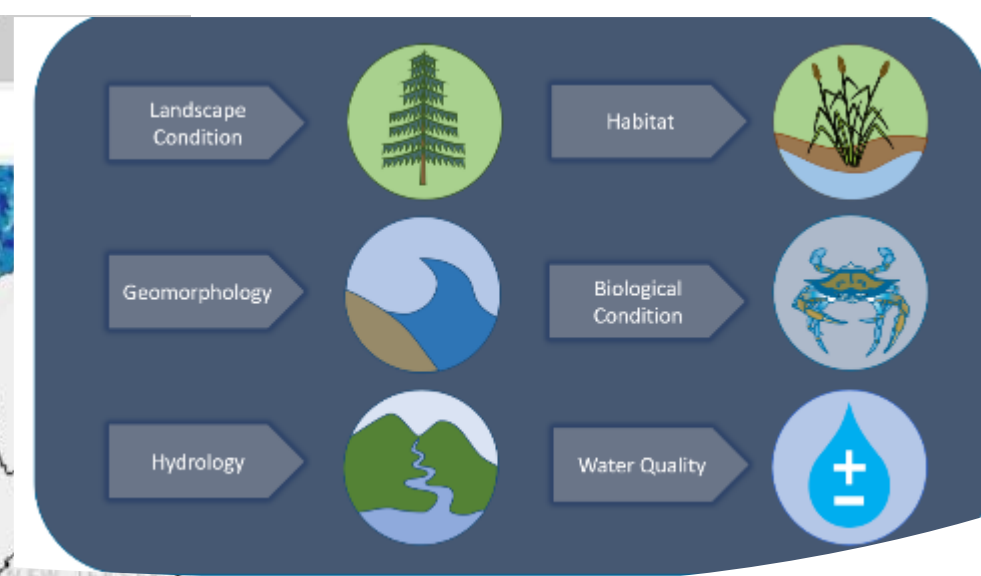 Landscape
Condition
Habitat
Geomorphology
Biological
Condition
Hydrology
Water Quality